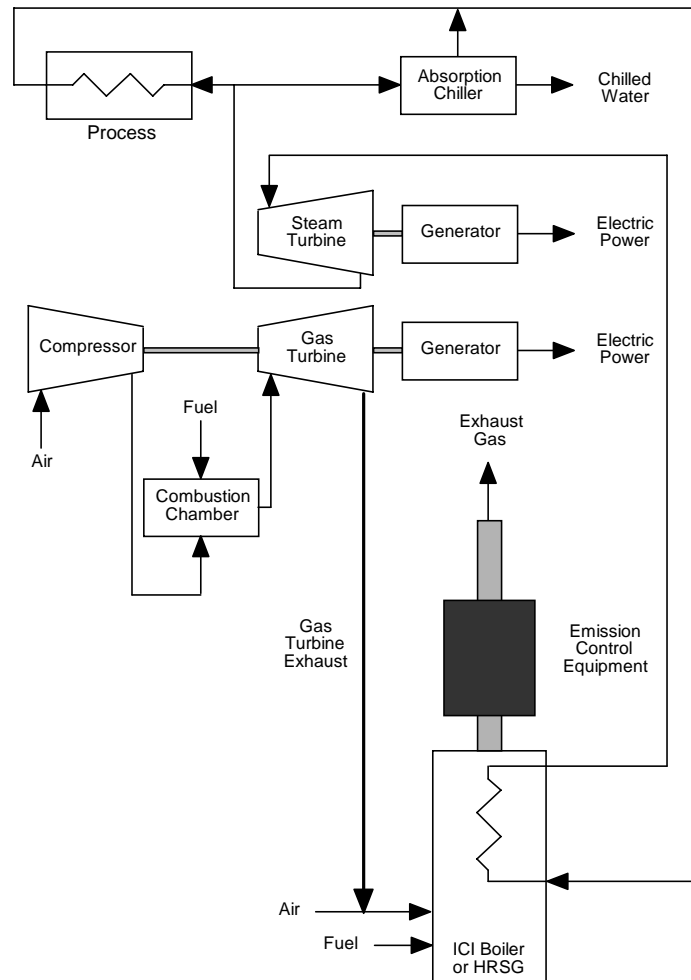 Absorption
Chiller
Chilled
Water
Process
Steam
Turbine
Generator
Electric
Power
Compressor
Gas
Turbine
Generator
Electric
Power
Air
Fuel
Combustion
Chamber
Exhaust
Gas
Gas
Turbine
Exhaust
Emission
Control
Equipment
Air
Fuel
ICI Boiler
or HRSG